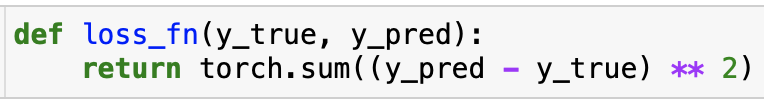 def loss_fn(y_true, y_pred):
    return torch.sum((y_pred - y_true) ** 2)